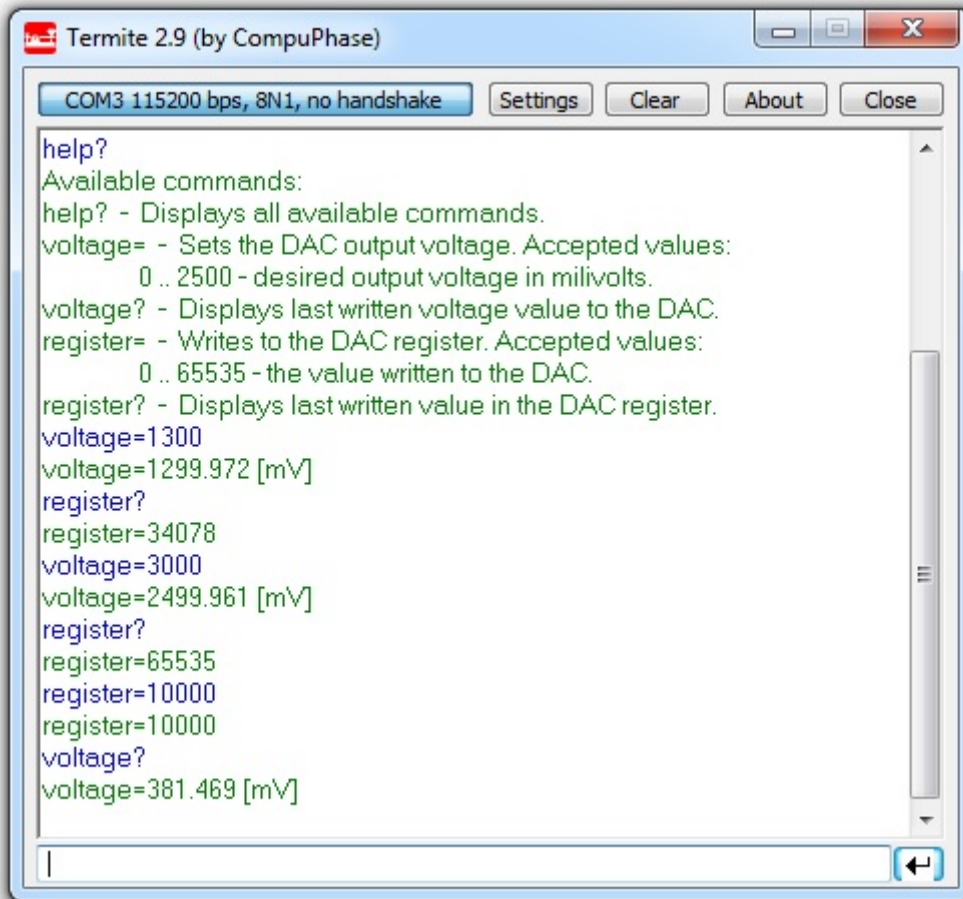 Termite 2.9 (by CompuPhase)
COM3 115200 bps, 8N1, no handshake Settings Clear About Close
help?
Available commands:
help? - Displays all available commands.
voltage= - Sets the DAC output voltage. Accepted values:
0 .. 2500 - desired output voltage in milivolts.
voltage? - Displays last written voltage value to the DAC.
register= - Writes to the DAC register. Accepted values:
0 .. 65535 - the value written to the DAC.
register? - Displays last written value in the DAC register.
voltage=1300
voltage=1299.972 [mV]
register?
register=34078
voltage=3000
voltage=2499.961 [mV]
register?
register=65535
register=10000
register=10000
voltage?
voltage=381.469 [mV]